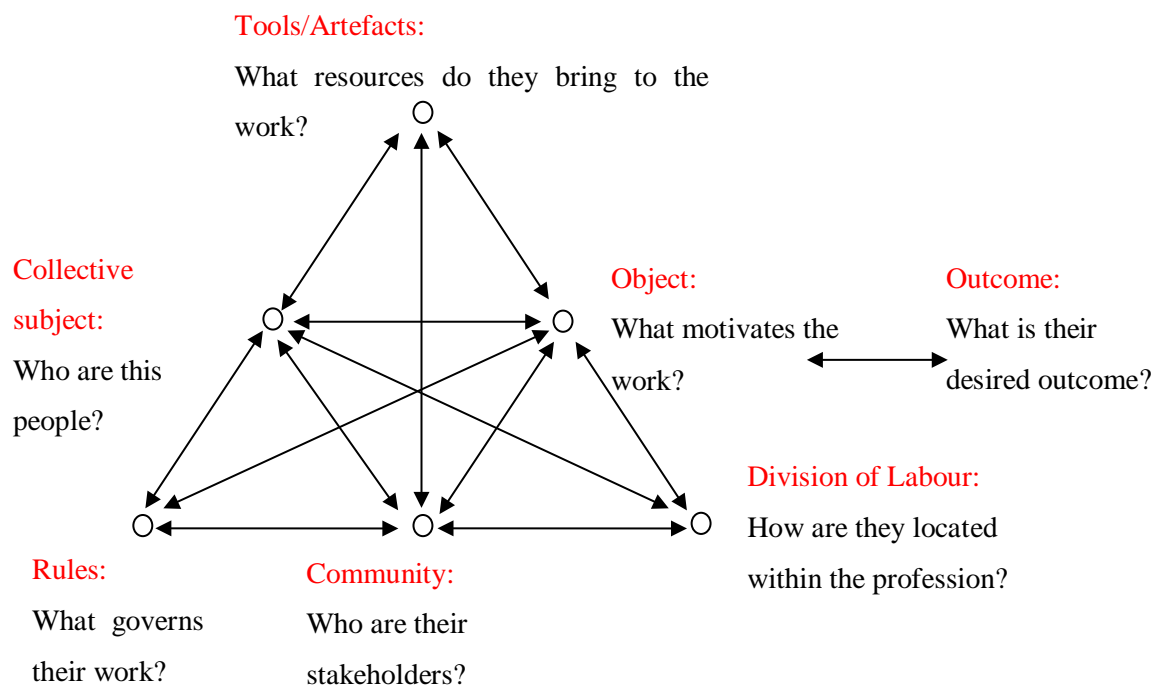 Tools/Artefacts:
What resources do they bring to the
work?
Collective
subject:
Who are this
people?
Object:
What motivates the
work?
Outcome:
What is their
desired outcome?
Division of Labour:
How are they located
within the profession?
Rules:
What governs
their work?
Community:
Who are their
stakeholders?